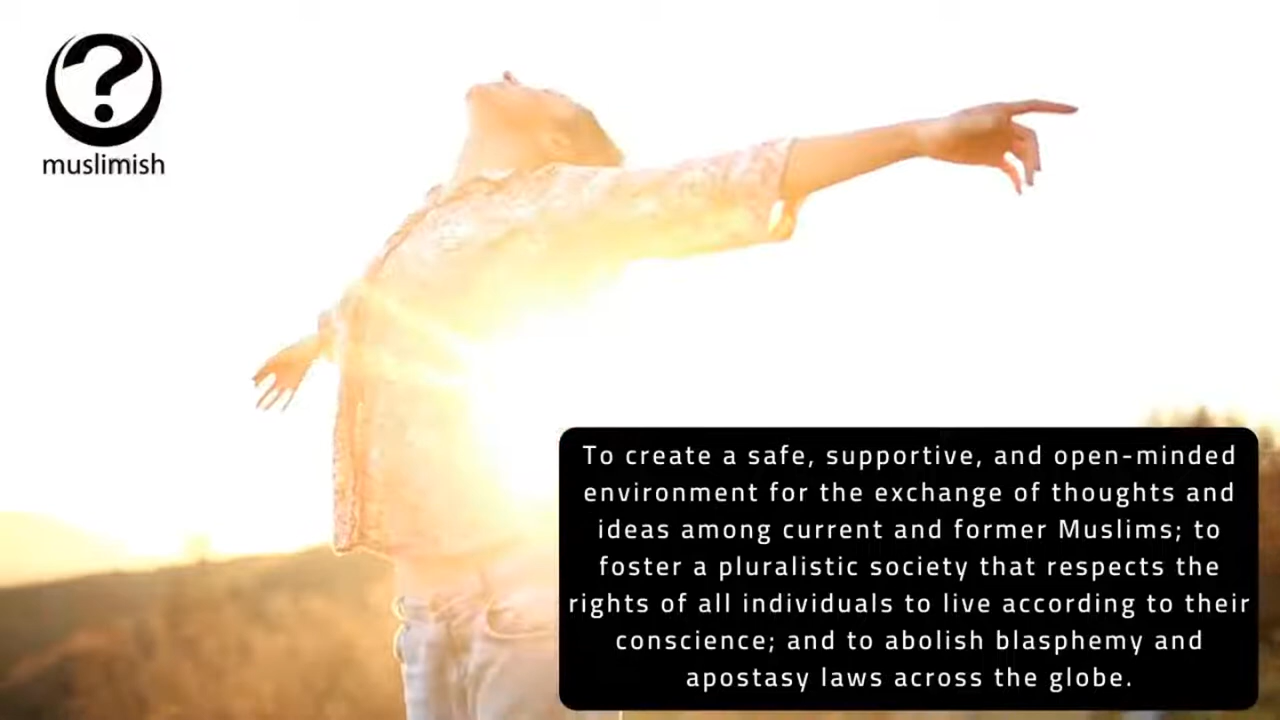 ?
muslimish
To create a safe, supportive, and open-minded
environment for the exchange of thoughts and
ideas among current and former Muslims; to
foster a pluralistic society that respects the
rights of all individuals to live according to their
conscience; and to abolish blasphemy and
apostasy laws across the globe.